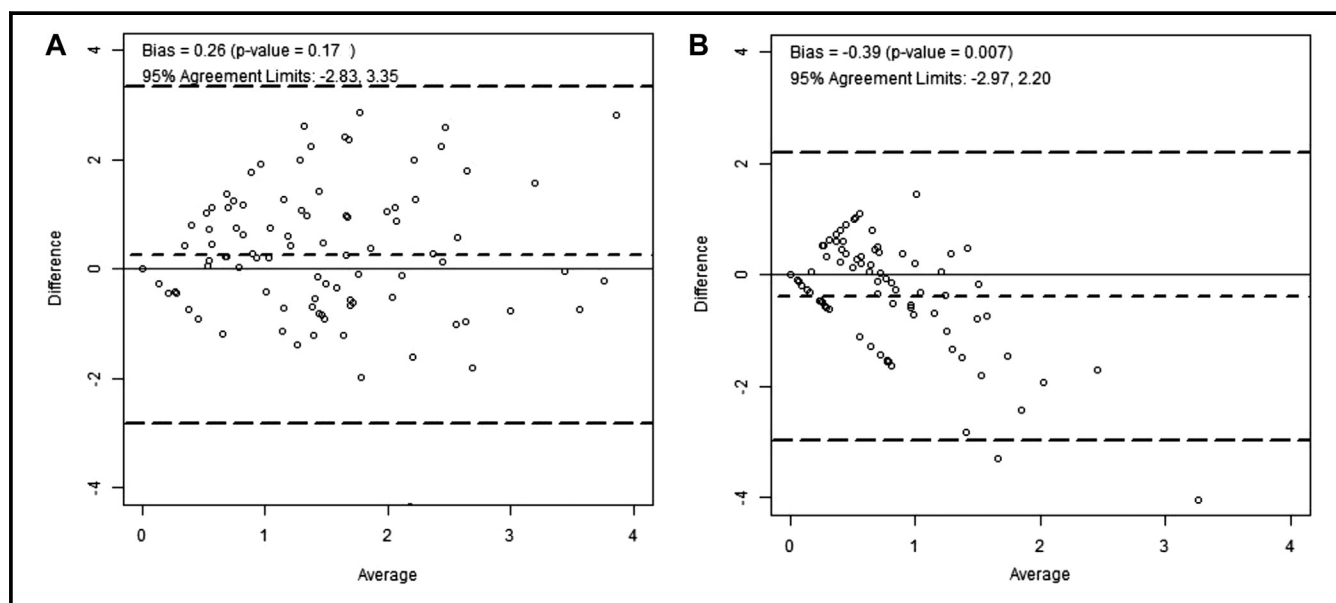 A
Bias = 0.26 (p-value = 0.17 )
95% Agreement Limits: -2.83, 3.35
4
2
0
-2
-4
Difference
0 1 2 3 4
Average
B
Bias = -0.39 (p-value = 0.007)
95% Agreement Limits: -2.97, 2.20
4
2
0
-2
-4
Difference
0 1 2 3 4
Average